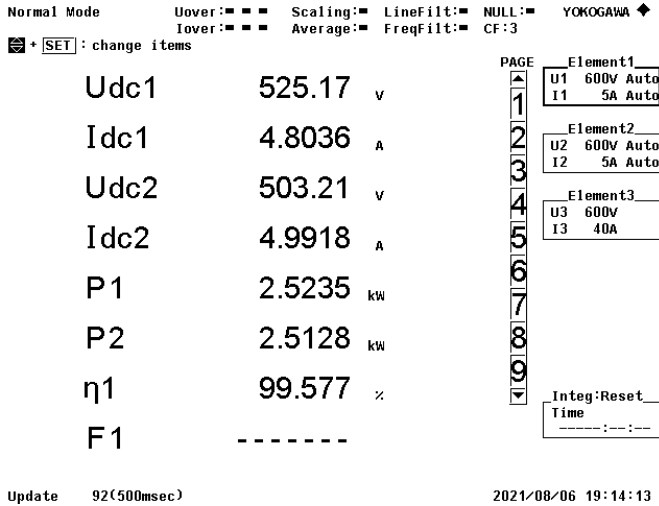 Normal Mode Uover:■ ■ ■ Scaling:■ LineFilt:■ NULL:■ YOKOGAWA ◆
Iover:■ ■ ■ Average:■ FreqFilt:■ CF:3
+ SET : change items
PAGE
Element1
U1 600V Auto
I1 5A Auto
Element2
U2 600V Auto
I2 5A Auto
Element3
U3 600V
I3 40A
Udc1 525.17 V
Idc1 4.8036 A
Udc2 503.21 V
Idc2 4.9918 A
P1 2.5235 kW
P2 2.5128 kW
η1 99.577 %
F1 -------
1
2
3
4
5
6
7
8
9
Integ:Reset
Time
-----:--:--
Update 92(500msec) 2021/08/06 19:14:13